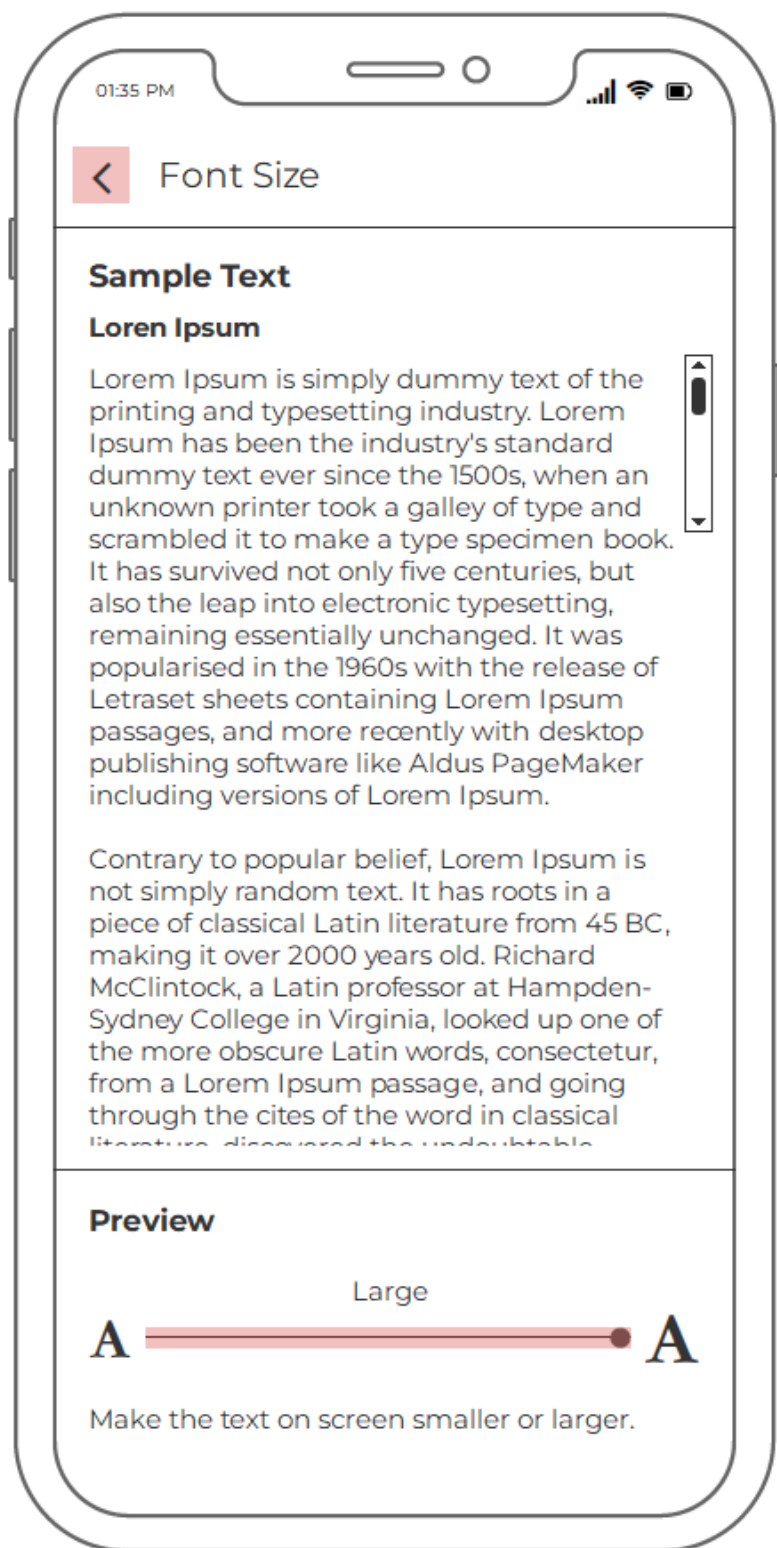 01:35 PM
Font Size
Sample Text
Loren Ipsum
Lorem Ipsum is simply dummy text of the
printing and typesetting industry. Lorem
Ipsum has been the industry's standard
dummy text ever since the 1500s, when an
unknown printer took a galley of type and
scrambled it to make a type specimen book.
It has survived not only five centuries, but
also the leap into electronic typesetting,
remaining essentially unchanged. It was
popularised in the 1960s with the release of
Letraset sheets containing Lorem Ipsum
passages, and more recently with desktop
publishing software like Aldus PageMaker
including versions of Lorem Ipsum.
Contrary to popular belief, Lorem Ipsum is
not simply random text. It has roots in a
piece of classical Latin literature from 45 BC,
making it over 2000 years old. Richard
McClintock, a Latin professor at Hampden-
Sydney College in Virginia, looked up one of
the more obscure Latin words, consectetur,
from a Lorem Ipsum passage, and going
through the cites of the word in classical
literature, discovered the undoubtable
Preview
Large
A A
Make the text on screen smaller or larger.